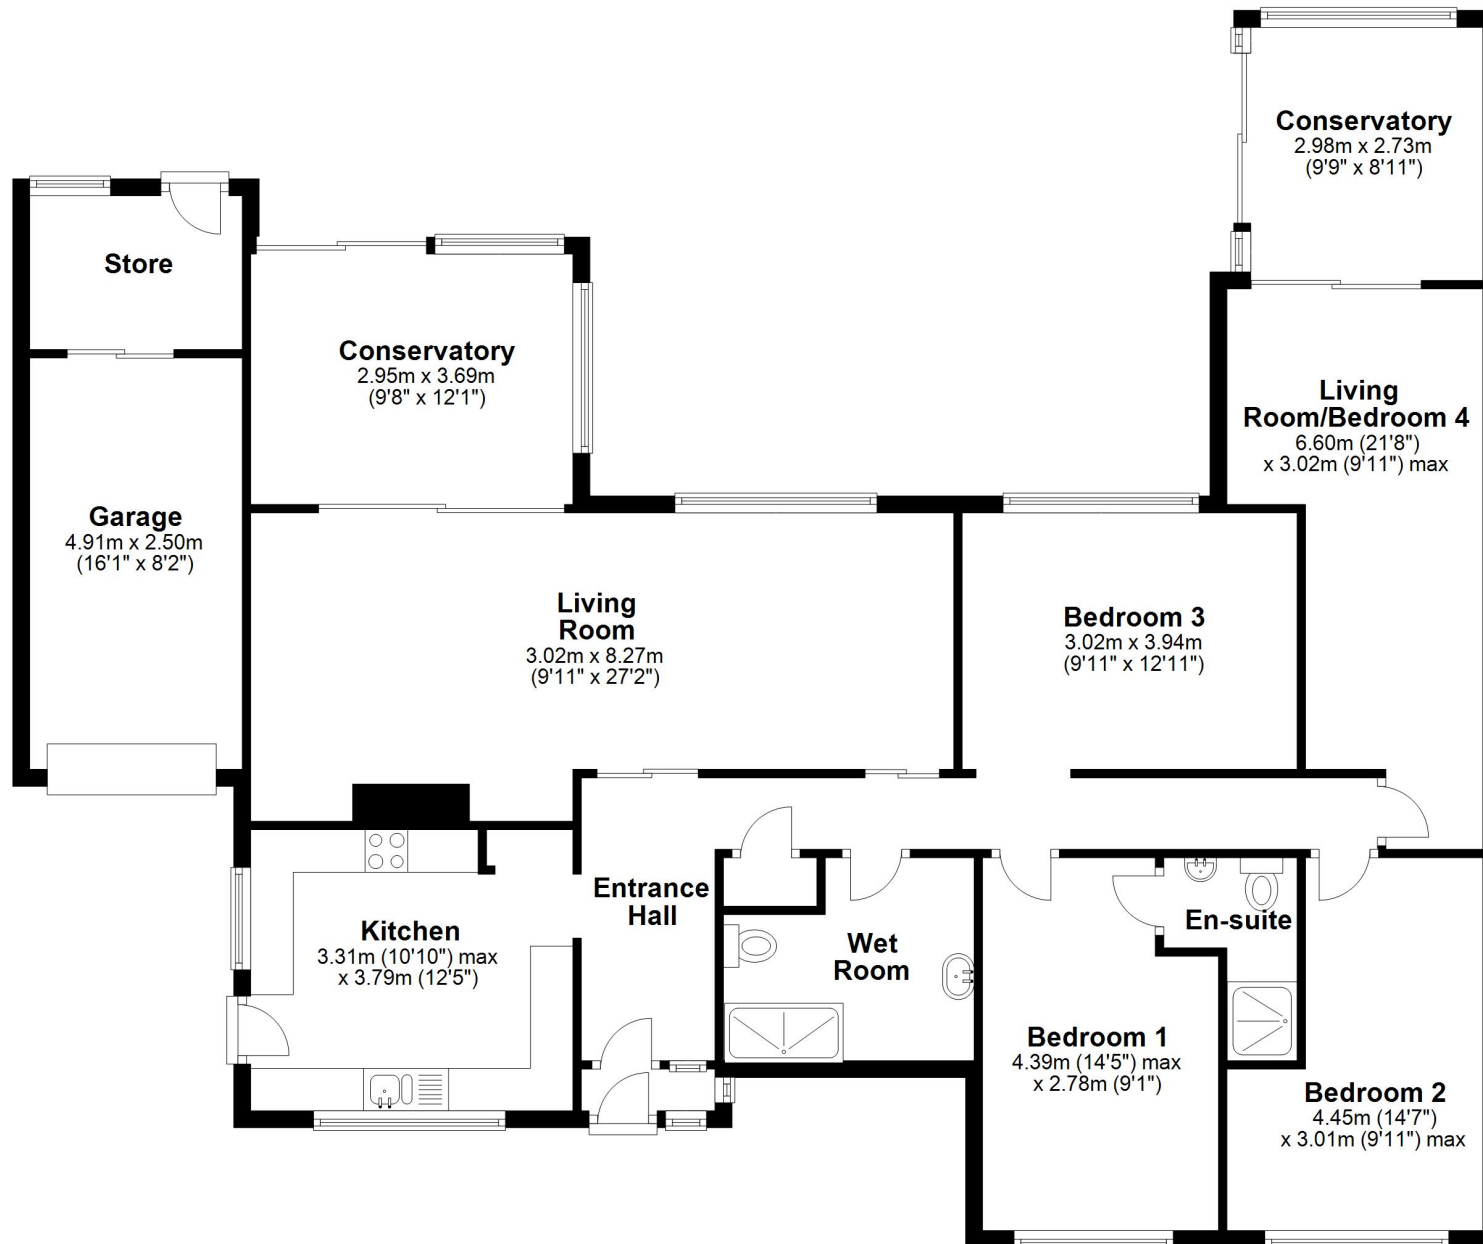 Conservatory
2.98m x 2.73m
(9'9" x 8'11")
Store
Conservatory
2.95m x 3.69m
(9'8" x 12'1")
Living
Room/Bedroom 4
6.60m (21'8")
x 3.02m (9'11") max
Garage
4.91m x 2.50m
(16'1" x 8'2")
Living
Room
3.02m x 8.27m
(9'11" x 27'2")
Bedroom 3
3.02m x 3.94m
(9'11" x 12'11")
Entrance
Hall
Kitchen
3.31m (10'10") max
x 3.79m (12'5")
Wet
Room
En-suite
Bedroom 1
4.39m (14'5") max
x 2.78m (9'1")
Bedroom 2
4.45m (14'7")
x 3.01m (9'11") max